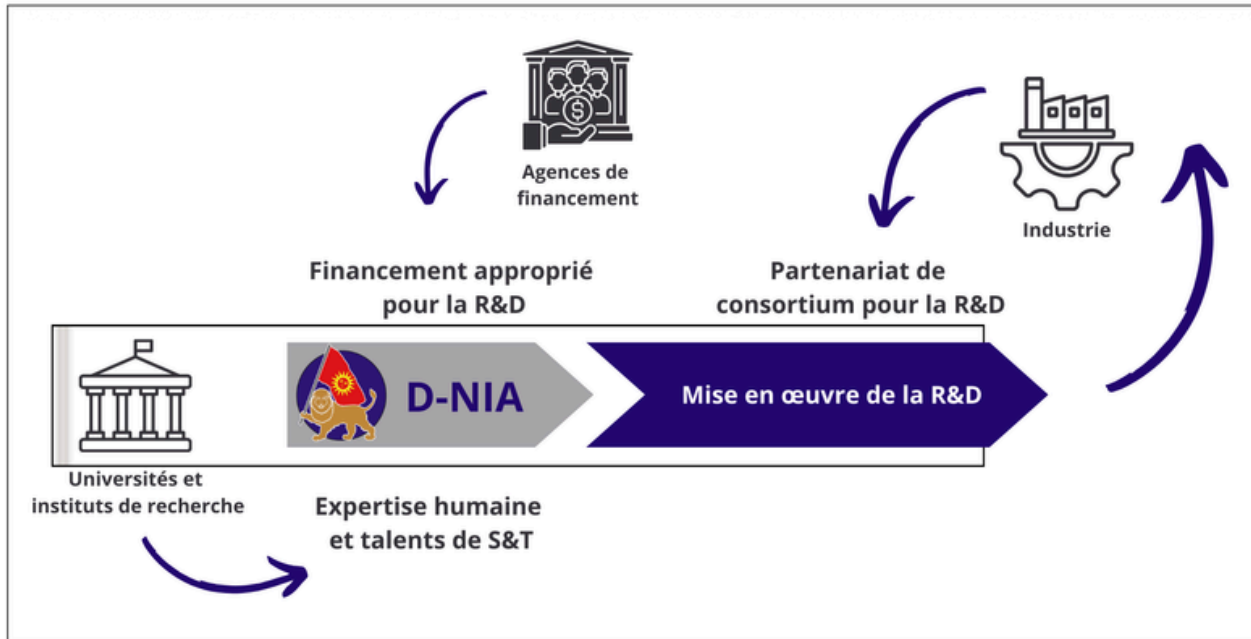 Agences de
financement
Industrie
Financement approprié
pour la R&D
Partenariat de
consortium pour la R&D
D-NIA
Mise en œuvre de la R&D
Universités et
instituts de recherche
Expertise humaine
et talents de S&T